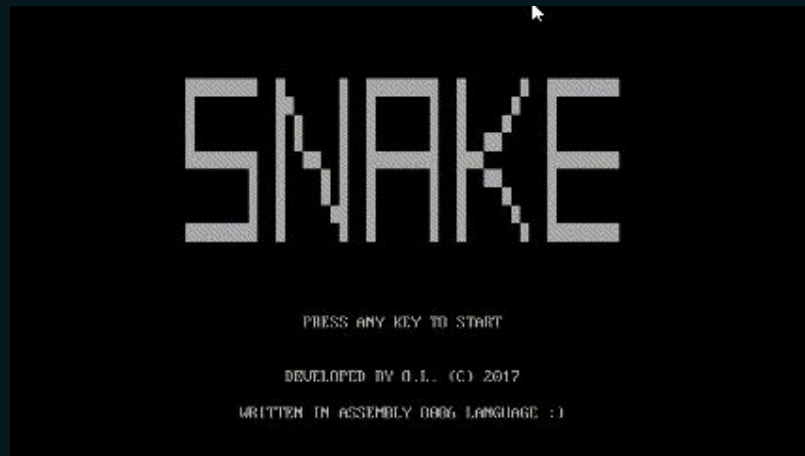 SNAKE
PRESS ANY KEY TO START
DEVELOPED BY (C) 2017
WRITTEN IN ASSEMBLY 8086 LANGUAGE :)